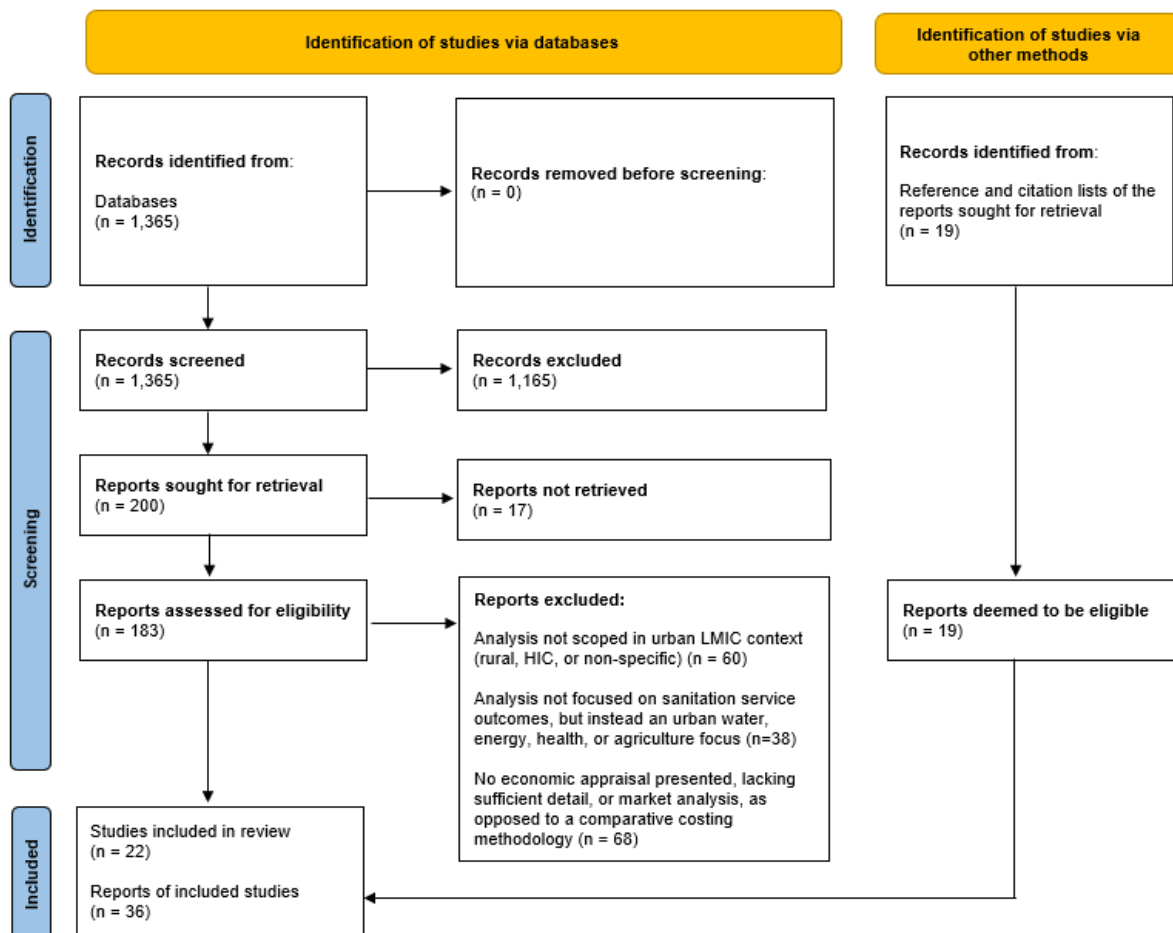 Identification of studies via databases
Identification of studies via
other methods
Identification
Records identified from:
Databases
(n = 1,365)
Records removed before screening:
(n = 0)
Records identified from:
Reference and citation lists of the
reports sought for retrieval
(n = 19)
Screening
Records screened
(n = 1,365)
Records excluded
(n = 1,165)
Reports sought for retrieval
(n = 200)
Reports not retrieved
(n = 17)
Reports assessed for eligibility
(n = 183)
Reports excluded:
Analysis not scoped in urban LMIC context
(rural, HIC, or non-specific) (n = 60)
Analysis not focused on sanitation service
outcomes, but instead an urban water,
energy, health, or agriculture focus (n=38)
No economic appraisal presented, lacking
sufficient detail, or market analysis, as
opposed to a comparative costing
methodology (n = 68)
Reports deemed to be eligible
(n = 19)
Included
Studies included in review
(n = 22)
Reports of included studies
(n = 36)